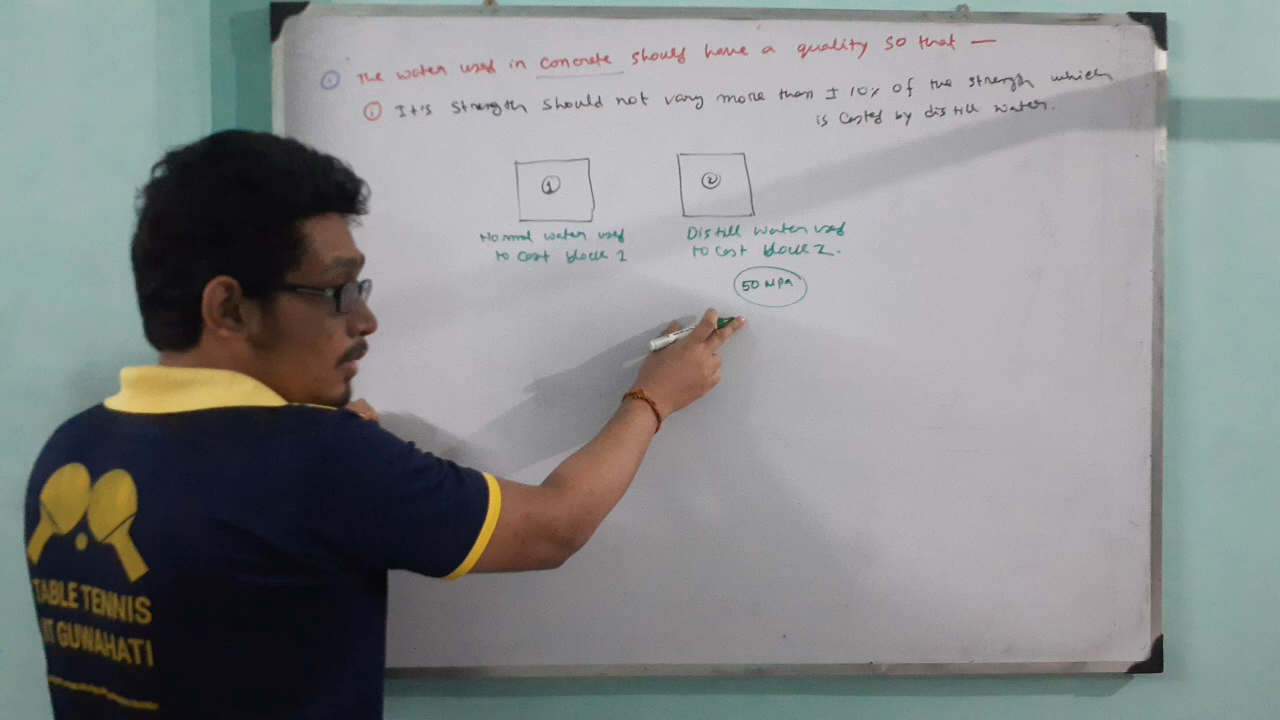 ① The water used in concrete should have a quality so that —
ⓘ It's strength should not vary more than ± 10% of the strength which
is casted by distill water.
①
②
Normal water used
to cast block 1
Distill water used
to cast block 2.
50 MPa
TABLE TENNIS
IIT GUWAHATI